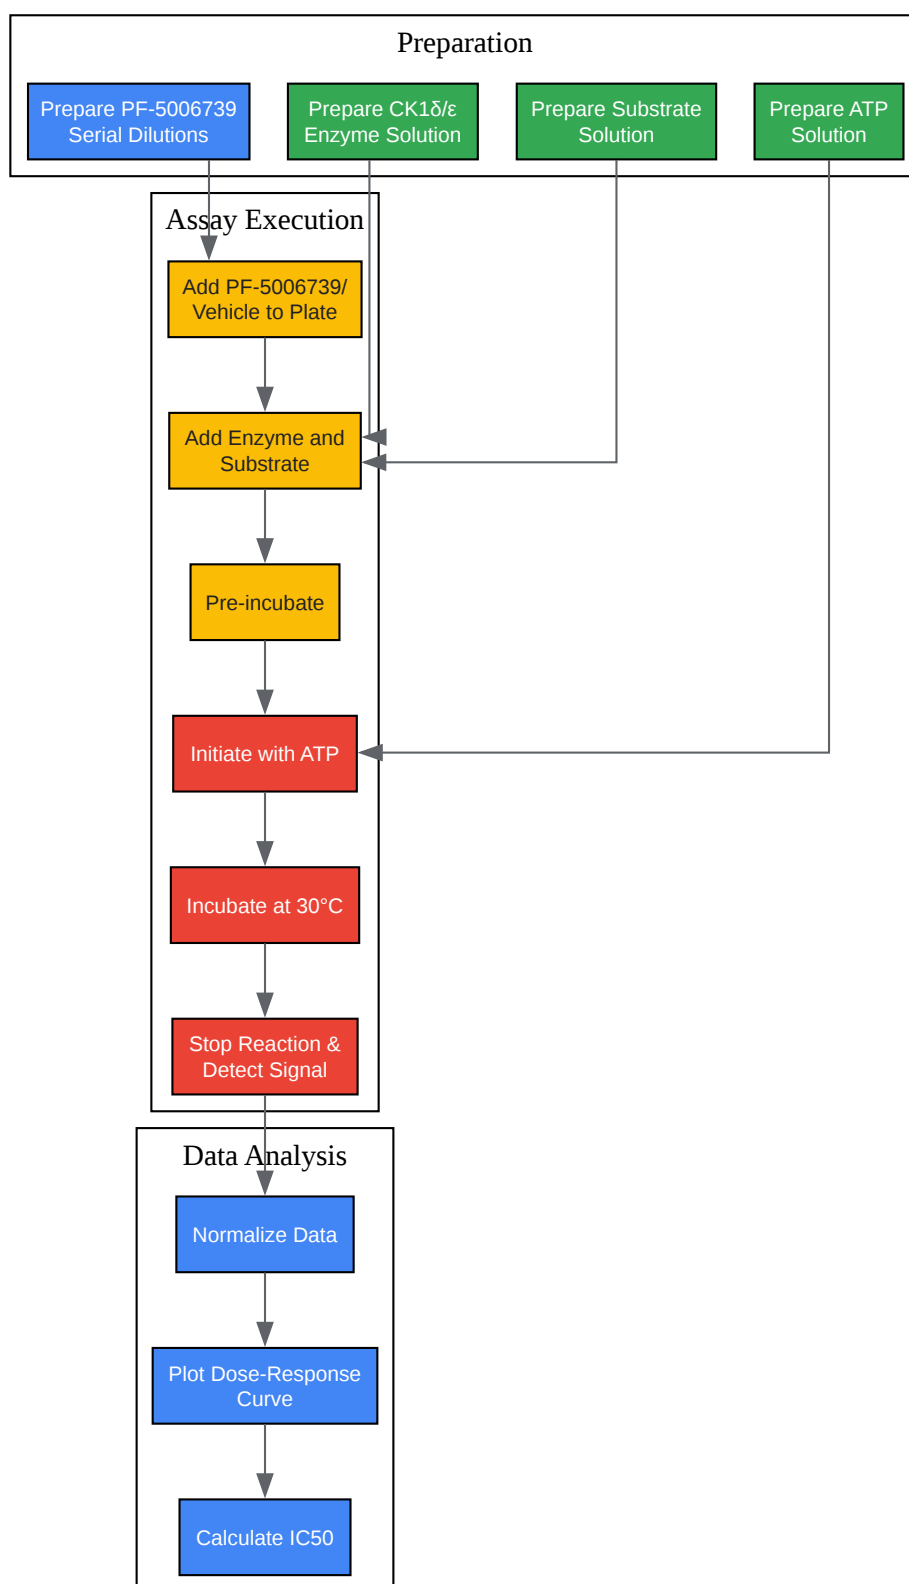 Preparation
Prepare PF-5006739
Serial Dilutions
Prepare CK1δ/ε
Enzyme Solution
Prepare Substrate
Solution
Prepare ATP
Solution
Assay Execution
Add PF-5006739/
Vehicle to Plate
Add Enzyme and
Substrate
Pre-incubate
Initiate with ATP
Incubate at 30°C
Stop Reaction &
Detect Signal
Data Analysis
Normalize Data
Plot Dose-Response
Curve
Calculate IC50